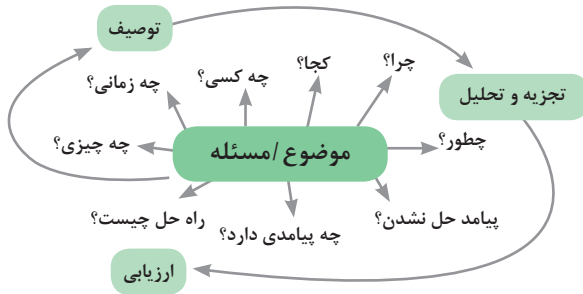 توصیف
چرا؟
کجا؟
چه کسی؟
چه زمانی؟
تجزیه و تحلیل
چطور؟
موضوع /مسئله
چه چیزی؟
پیامد حل نشدن؟
چه پیامدی دارد؟
راه حل چیست؟
ارزیابی